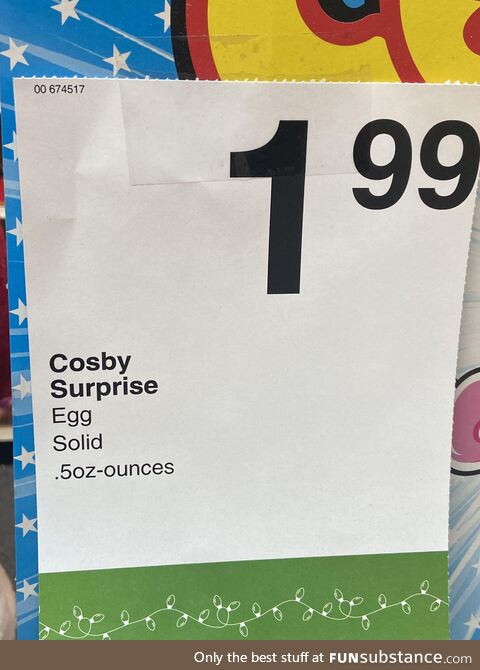 00 674517
1 99
Cosby
Surprise
Egg
Solid
.5oz-ounces
Only the best stuff at FUNsubstance.com